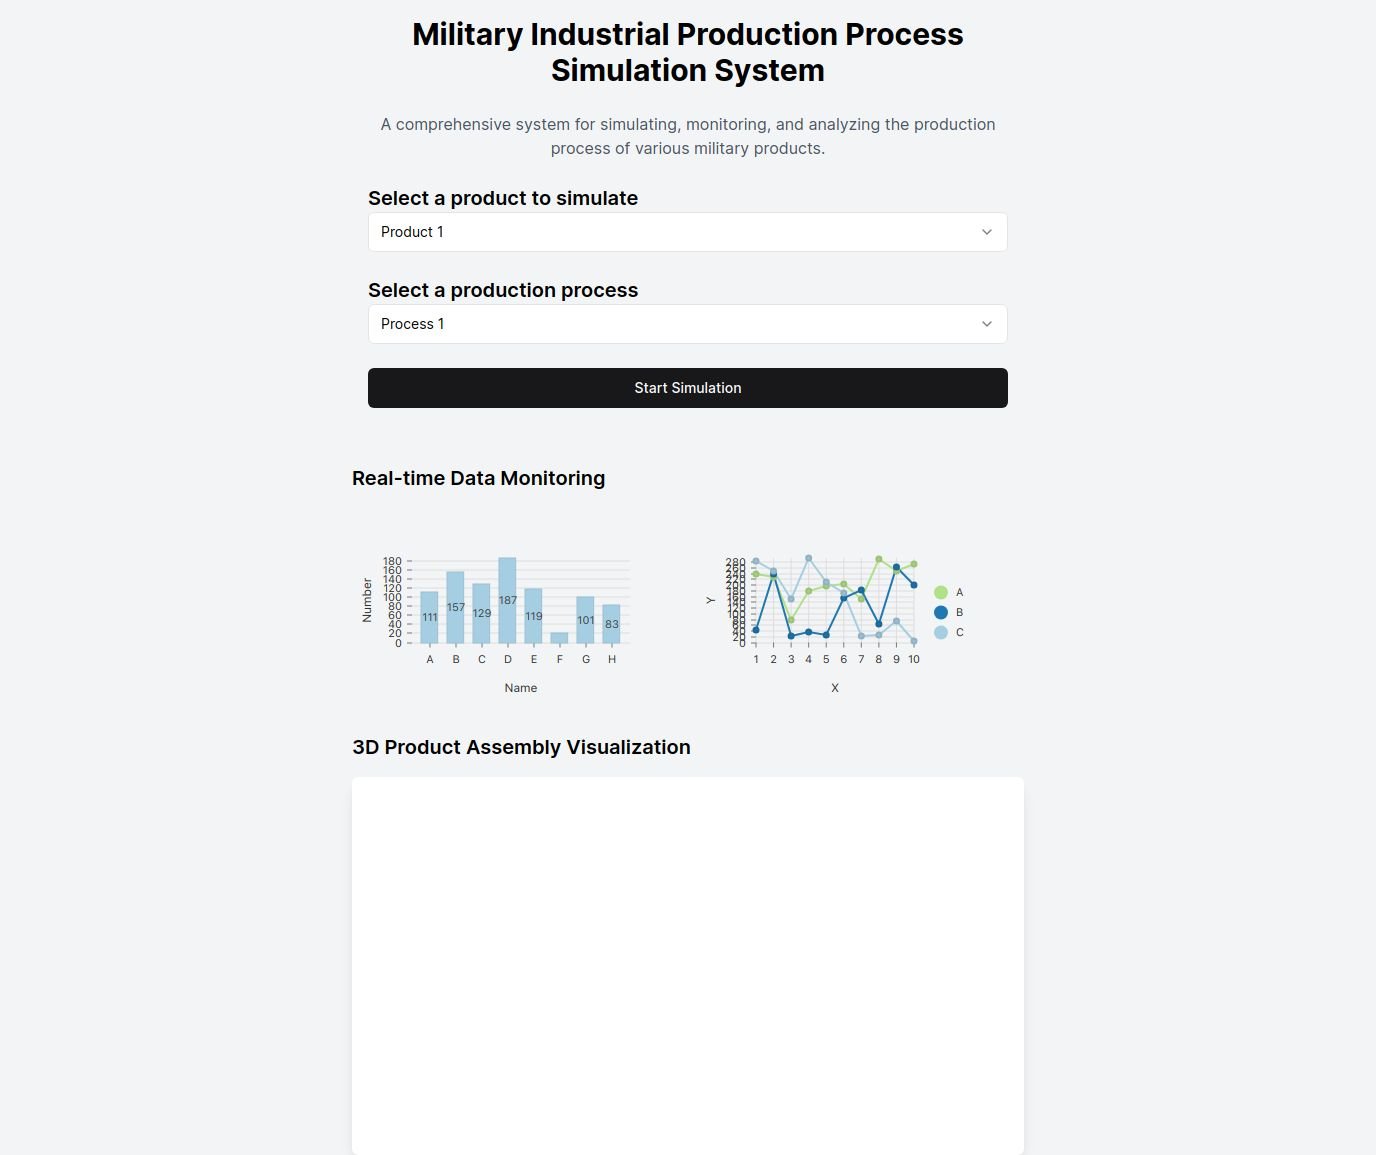 Military Industrial Production Process
Simulation System
A comprehensive system for simulating, monitoring, and analyzing the production
process of various military products.
Select a product to simulate
Product 1
Select a production process
Process 1
Start Simulation
Real-time Data Monitoring
180
160
140
120
100
80
60
40
20
0
Number
111
157
129
187
119
101
83
A B C D E F G H
Name
280
260
240
220
200
180
160
140
120
100
80
60
40
20
0
Y
1 2 3 4 5 6 7 8 9 10
X
A
B
C
3D Product Assembly Visualization